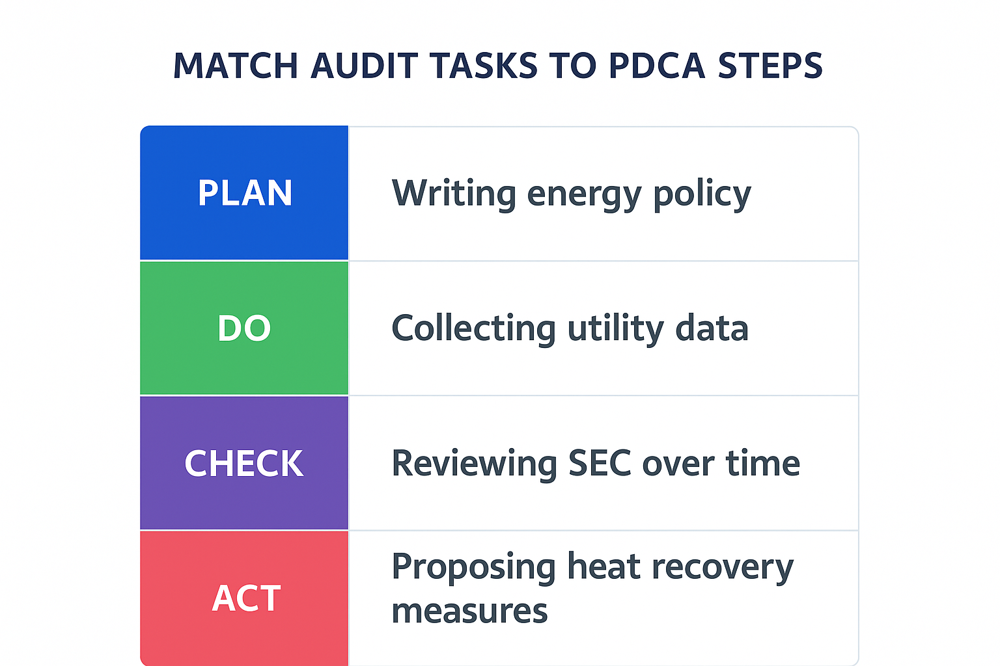 MATCH AUDIT TASKS TO PDCA STEPS
PLAN
Writing energy policy
DO
Collecting utility data
CHECK
Reviewing SEC over time
ACT
Proposing heat recovery
measures